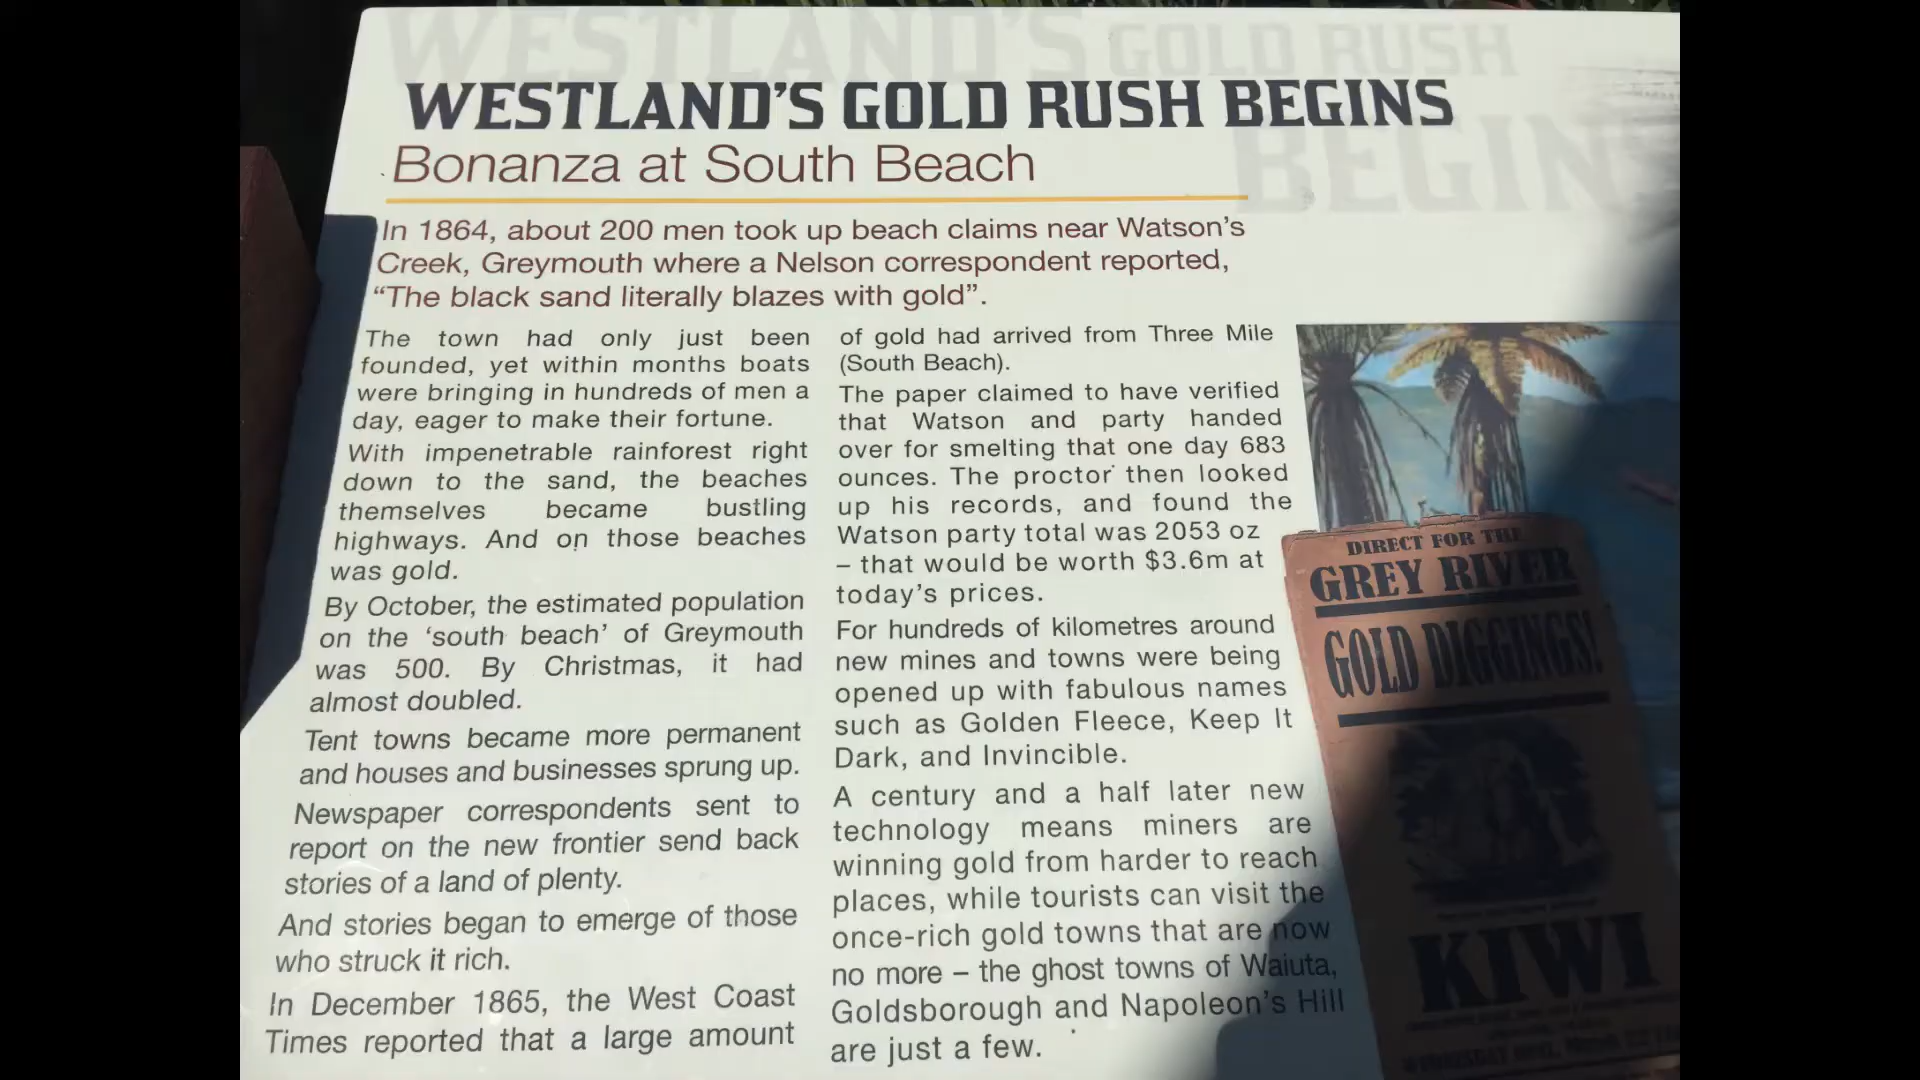 WESTLAND'S GOLD RUSH BEGINS
WESTLAND'S GOLD RUSH BEGINS
Bonanza at South Beach
In 1864, about 200 men took up beach claims near Watson's
Creek, Greymouth where a Nelson correspondent reported,
“The black sand literally blazes with gold”.
The town had only just been
founded, yet within months boats
were bringing in hundreds of men a
day, eager to make their fortune.
With impenetrable rainforest right
down to the sand, the beaches
themselves became bustling
highways. And on those beaches
was gold.
By October, the estimated population
on the ‘south beach’ of Greymouth
was 500. By Christmas, it had
almost doubled.
Tent towns became more permanent
and houses and businesses sprung up.
Newspaper correspondents sent to
report on the new frontier send back
stories of a land of plenty.
And stories began to emerge of those
who struck it rich.
In December 1865, the West Coast
Times reported that a large amount
of gold had arrived from Three Mile
(South Beach).
The paper claimed to have verified
that Watson and party handed
over for smelting that one day 683
ounces. The proctor then looked
up his records, and found the
Watson party total was 2053 oz
– that would be worth $3.6m at
today's prices.
For hundreds of kilometres around
new mines and towns were being
opened up with fabulous names
such as Golden Fleece, Keep It
Dark, and Invincible.
A century and a half later new
technology means miners are
winning gold from harder to reach
places, while tourists can visit the
once-rich gold towns that are now
no more – the ghost towns of Waiuta,
Goldsborough and Napoleon's Hill
are just a few.
DIRECT FOR THE
GREY RIVER
GOLD DIGGINGS!
KIWI